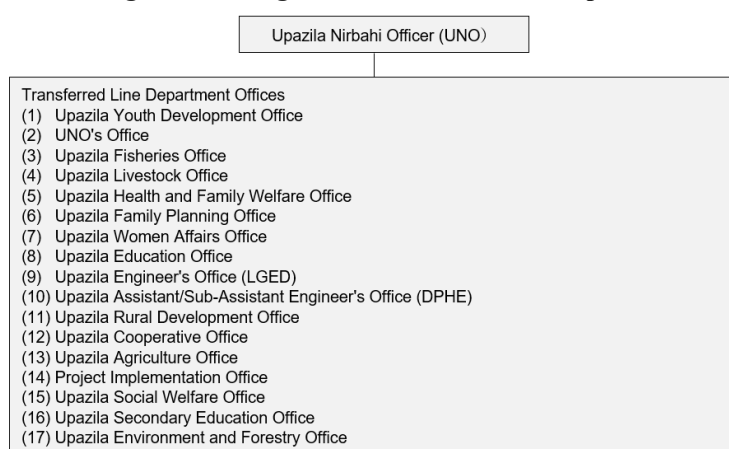 Upazila Nirbahi Officer (UNO）
Transferred Line Department Offices
(1) Upazila Youth Development Office
(2) UNO's Office
(3) Upazila Fisheries Office
(4) Upazila Livestock Office
(5) Upazila Health and Family Welfare Office
(6) Upazila Family Planning Office
(7) Upazila Women Affairs Office
(8) Upazila Education Office
(9) Upazila Engineer's Office (LGED)
(10) Upazila Assistant/Sub-Assistant Engineer's Office (DPHE)
(11) Upazila Rural Development Office
(12) Upazila Cooperative Office
(13) Upazila Agriculture Office
(14) Project Implementation Office
(15) Upazila Social Welfare Office
(16) Upazila Secondary Education Office
(17) Upazila Environment and Forestry Office